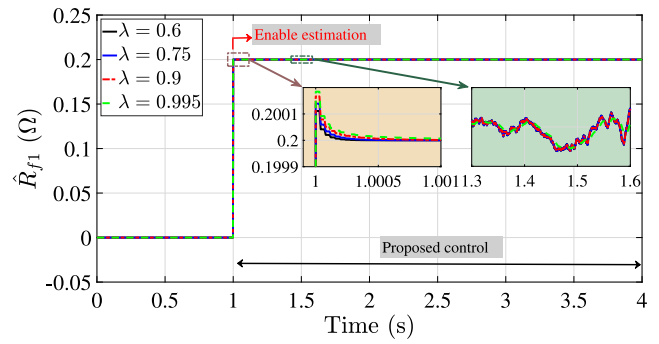 λ = 0.6
λ = 0.75
λ = 0.9
λ = 0.995
Enable estimation
0.25
0.2
0.15
0.1
0.05
0
-0.05
R̂f1 (Ω)
0.2001
0.2
0.1999
1 1.0005 1.001
1.3 1.4 1.5 1.6
Proposed control
0 0.5 1 1.5 2 2.5 3 3.5 4
Time (s)